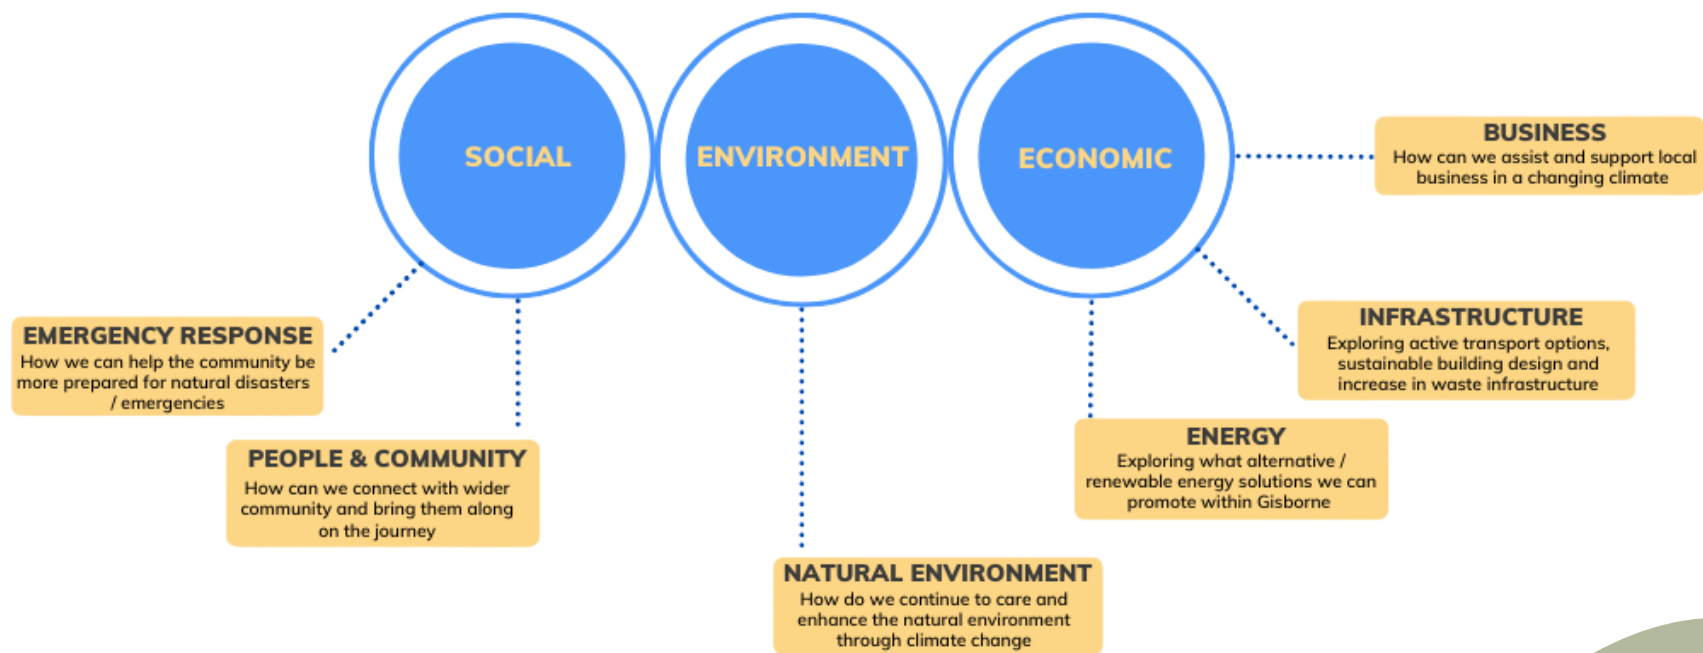 SOCIAL
ENVIRONMENT
ECONOMIC
BUSINESS
How can we assist and support local
business in a changing climate
INFRASTRUCTURE
Exploring active transport options,
sustainable building design and
increase in waste infrastructure
EMERGENCY RESPONSE
How we can help the community be
more prepared for natural disasters
/ emergencies
PEOPLE & COMMUNITY
How can we connect with wider
community and bring them along
on the journey
ENERGY
Exploring what alternative /
renewable energy solutions we can
promote within Gisborne
NATURAL ENVIRONMENT
How do we continue to care and
enhance the natural environment
through climate change